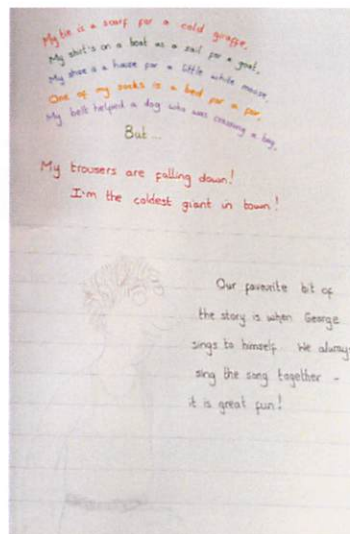 My tie is a scarf for a cold giraffe,
My shirt's on a boat as a sail for a goat,
My shoe is a house for a little white mouse,
One of my socks is a bed for a fox,
My belt helped a dog who was crossing a bog,
But...
My trousers are falling down!
I'm the coldest giant in town!
Our favourite bit of
the story is when George
sings to himself. We always
sing the song together -
it is great fun!